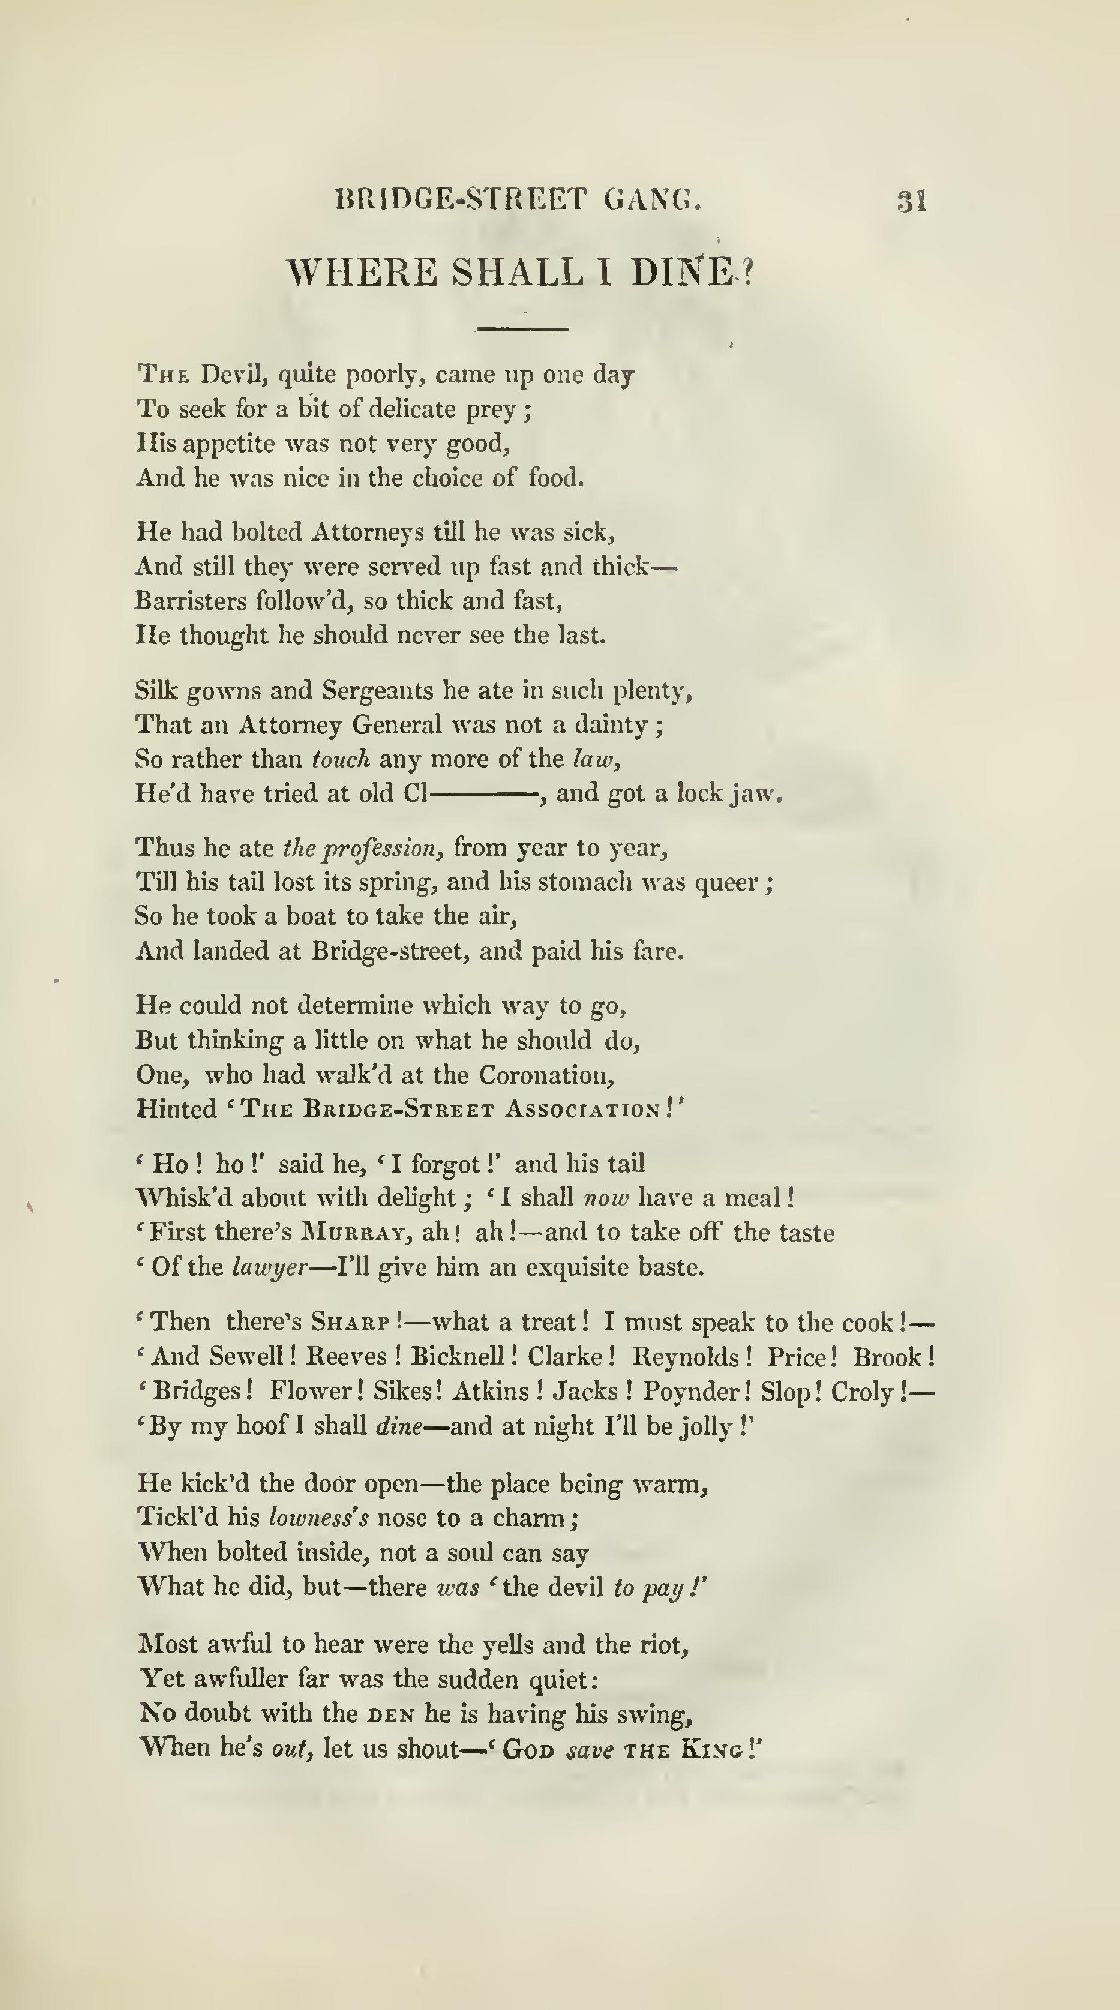 BRIDGE-STREET GANG. 31
WHERE SHALL I DINE?
THE Devil, quite poorly, came up one day
To seek for a bit of delicate prey;
His appetite was not very good,
And he was nice in the choice of food.
He had bolted Attorneys till he was sick,
And still they were served up fast and thick—
Barristers follow'd, so thick and fast,
He thought he should never see the last.
Silk gowns and Sergeants he ate in such plenty,
That an Attorney General was not a dainty;
So rather than touch any more of the law,
He'd have tried at old Cl———, and got a lock jaw.
Thus he ate the profession, from year to year,
Till his tail lost its spring, and his stomach was queer;
So he took a boat to take the air,
And landed at Bridge-street, and paid his fare.
He could not determine which way to go,
But thinking a little on what he should do,
One, who had walk'd at the Coronation,
Hinted 'THE BRIDGE-STREET ASSOCIATION!'
'Ho! ho!' said he, 'I forgot!' and his tail
Whisk'd about with delight; 'I shall now have a meal!
'First there's MURRAY, ah! ah!—and to take off the taste
'Of the lawyer—I'll give him an exquisite baste.
'Then there's SHARP!—what a treat! I must speak to the cook!—
'And Sewell! Reeves! Bicknell! Clarke! Reynolds! Price! Brook!
'Bridges! Flower! Sikes! Atkins! Jacks! Poynder! Slop! Croly!—
'By my hoof I shall dine—and at night I'll be jolly!'
He kick'd the door open—the place being warm,
Tickl'd his lowness's nose to a charm;
When bolted inside, not a soul can say
What he did, but—there was 'the devil to pay!'
Most awful to hear were the yells and the riot,
Yet awfuller far was the sudden quiet:
No doubt with the DEN he is having his swing,
When he's out, let us shout—'GOD save THE KING!'